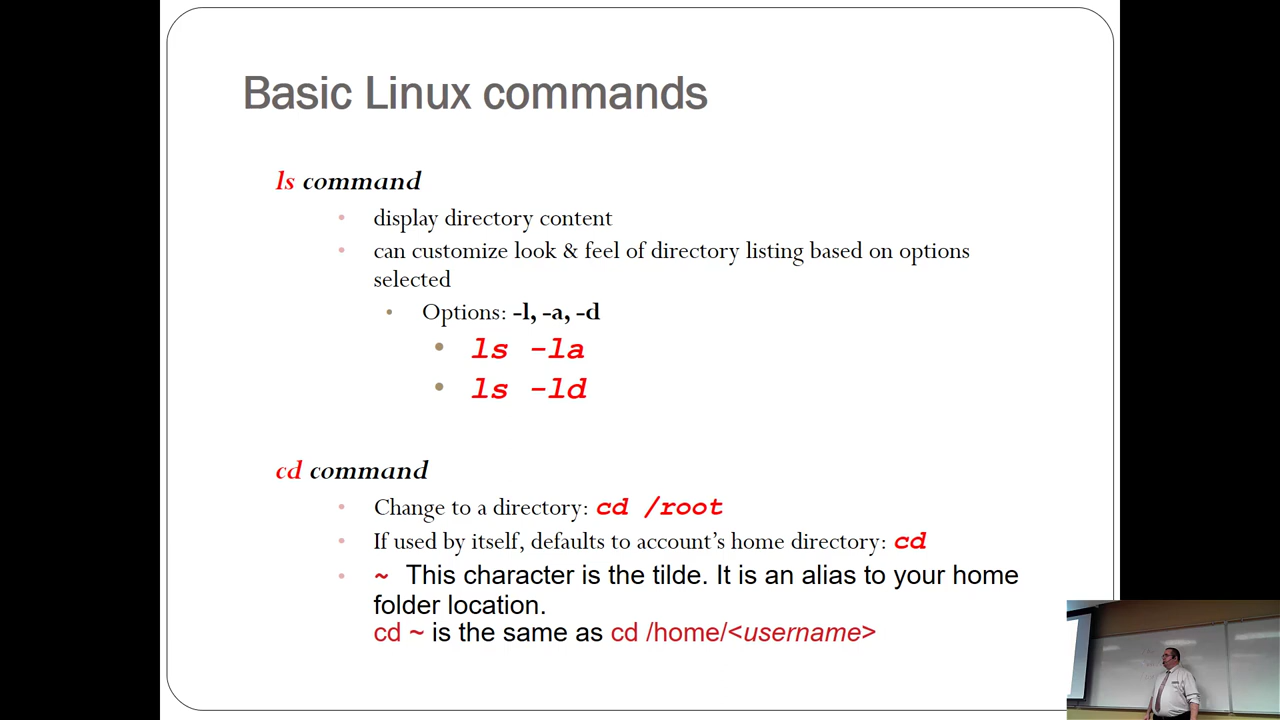 Basic Linux commands
ls command
• display directory content
• can customize look & feel of directory listing based on options
selected
• Options: -l, -a, -d
• ls -la
• ls -ld
cd command
• Change to a directory: cd /root
• If used by itself, defaults to account's home directory: cd
• ~ This character is the tilde. It is an alias to your home
folder location.
cd ~ is the same as cd /home/<username>